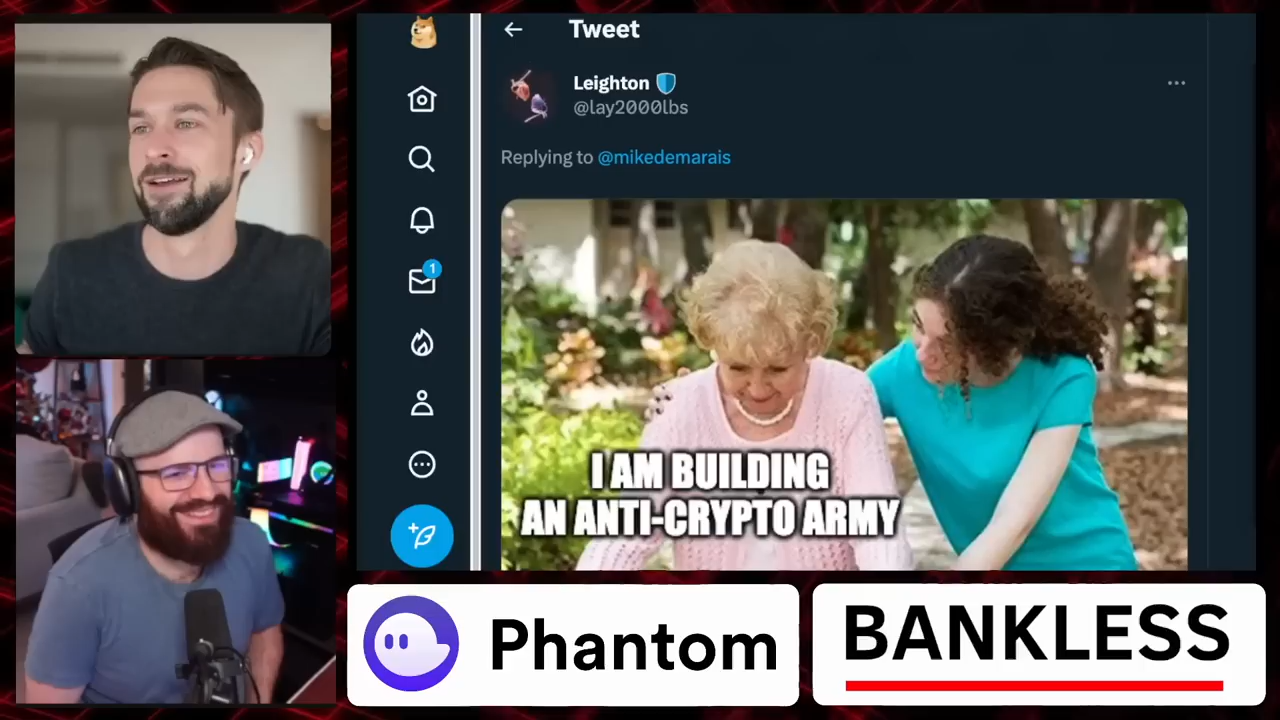 Tweet
Leighton
@lay2000lbs
Replying to @mikedemarais
1
I AM BUILDING
AN ANTI-CRYPTO ARMY
Phantom
BANKLESS